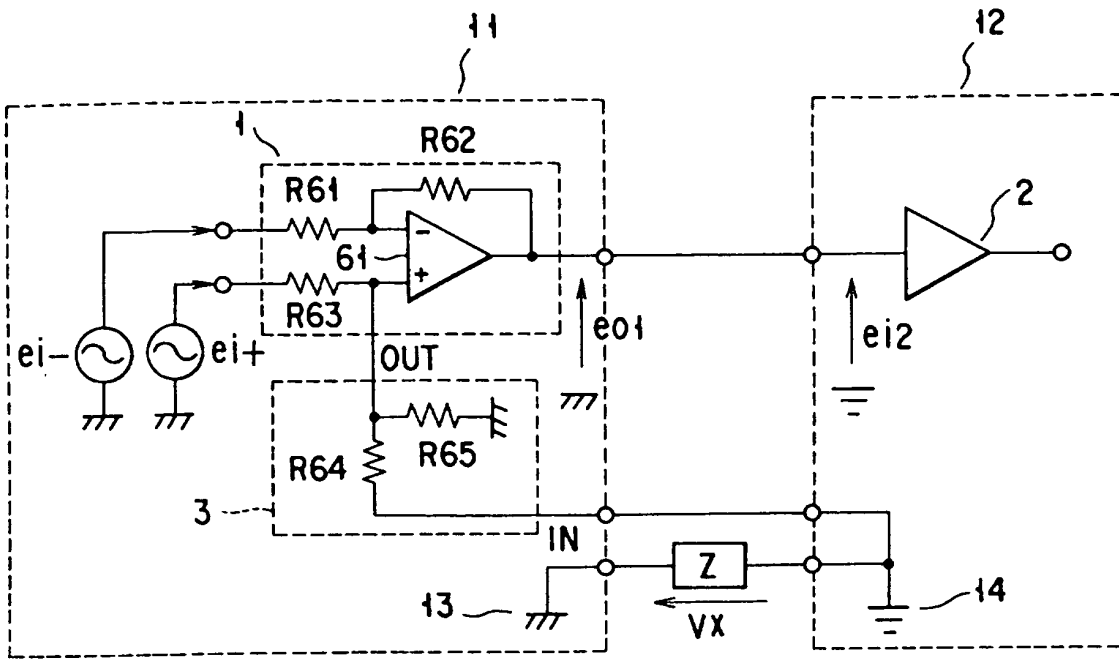 11
12
1
R62
R61
61
-
+
2
R63
ei-
ei+
OUT
eo1
ei2
R65
R64
3
IN
13
Z
14
VX